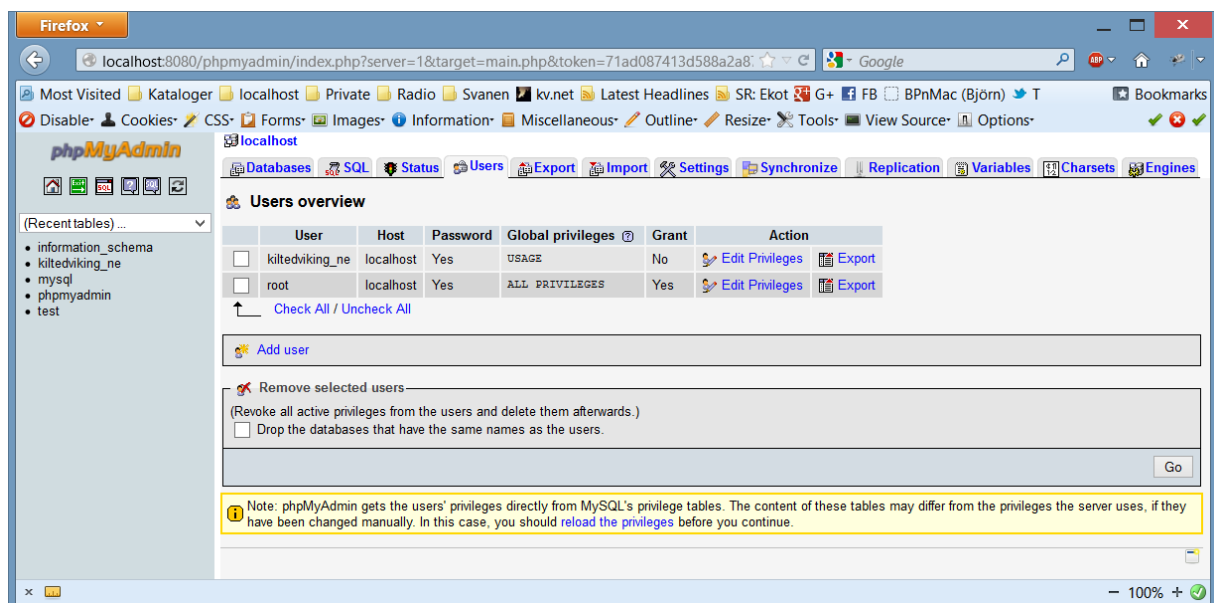 Firefox
localhost:8080/phpmyadmin/index.php?server=1&target=main.php&token=71ad087413d588a2a8
Google
ABP
Most Visited Kataloger localhost Private Radio Svanen kv.net Latest Headlines SR: Ekot G+ FB BPnMac (Björn) T Bookmarks
Disable Cookies CSS Forms Images Information Miscellaneous Outline Resize Tools View Source Options
phpMyAdmin
(Recent tables) ...
information_schema
kiltedviking_ne
mysql
phpmyadmin
test
localhost
Databases SQL Status Users Export Import Settings Synchronize Replication Variables Charsets Engines
Users overview
User Host Password Global privileges Grant Action
kiltedviking_ne localhost Yes USAGE No Edit Privileges Export
root localhost Yes ALL PRIVILEGES Yes Edit Privileges Export
Check All / Uncheck All
Add user
Remove selected users
(Revoke all active privileges from the users and delete them afterwards.)
Drop the databases that have the same names as the users.
Go
Note: phpMyAdmin gets the users' privileges directly from MySQL's privilege tables. The content of these tables may differ from the privileges the server uses, if they
have been changed manually. In this case, you should reload the privileges before you continue.
× − 100% +